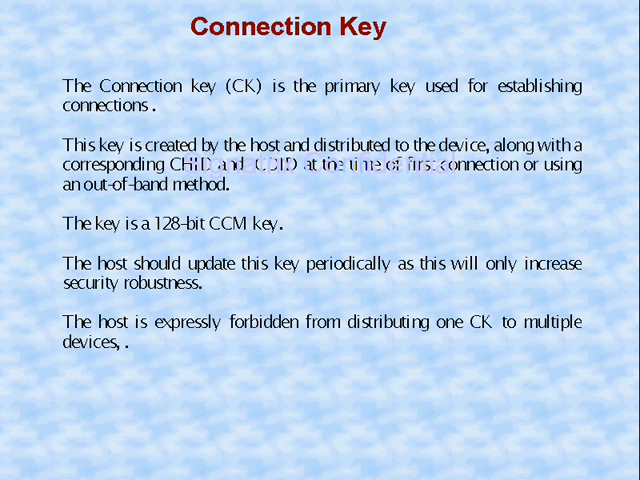 Connection Key
The Connection key (CK) is the primary key used for establishing
connections .
This key is created by the host and distributed to the device, along with a
corresponding CHID and CDID at the time of first connection or using
an out-of-band method.
The key is a 128-bit CCM key.
The host should update this key periodically as this will only increase
security robustness.
The host is expressly forbidden from distributing one CK to multiple
devices, .